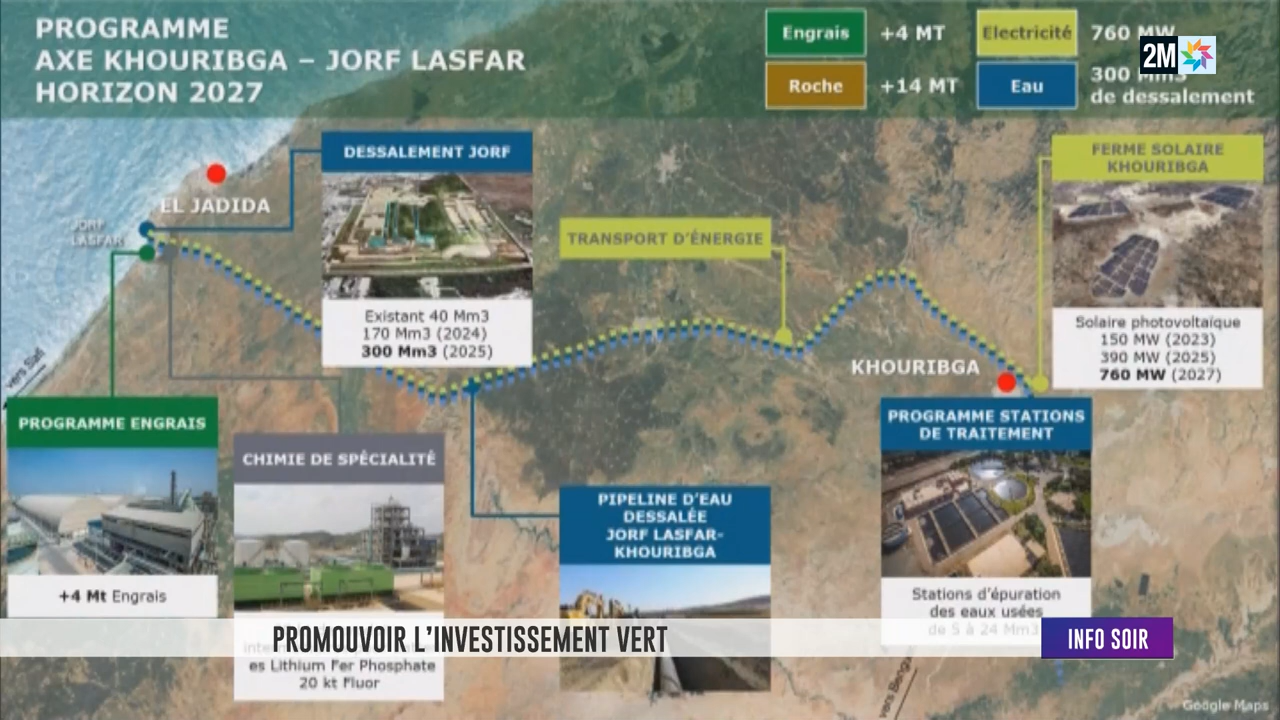 PROGRAMME
AXE KHOURIBGA – JORF LASFAR
HORIZON 2027
Engrais
+4 MT
Electricité
760 MW
Roche
+14 MT
Eau
300 Mm3
de dessalement
2M
DESSALEMENT JORF
Existant 40 Mm3
170 Mm3 (2024)
300 Mm3 (2025)
EL JADIDA
JORF
LASFAR
TRANSPORT D'ÉNERGIE
FERME SOLAIRE
KHOURIBGA
Solaire photovoltaïque
150 MW (2023)
390 MW (2025)
760 MW (2027)
KHOURIBGA
vers Safi
PROGRAMME ENGRAIS
+4 Mt Engrais
CHIMIE DE SPÉCIALITÉ
es Lithium Fer Phosphate
20 kt Fluor
PIPELINE D'EAU
DESSALÉE
JORF LASFAR-
KHOURIBGA
PROGRAMME STATIONS
DE TRAITEMENT
Stations d'épuration
des eaux usées
de 5 à 24 Mm3
PROMOUVOIR L'INVESTISSEMENT VERT
INFO SOIR
vers
Google Maps